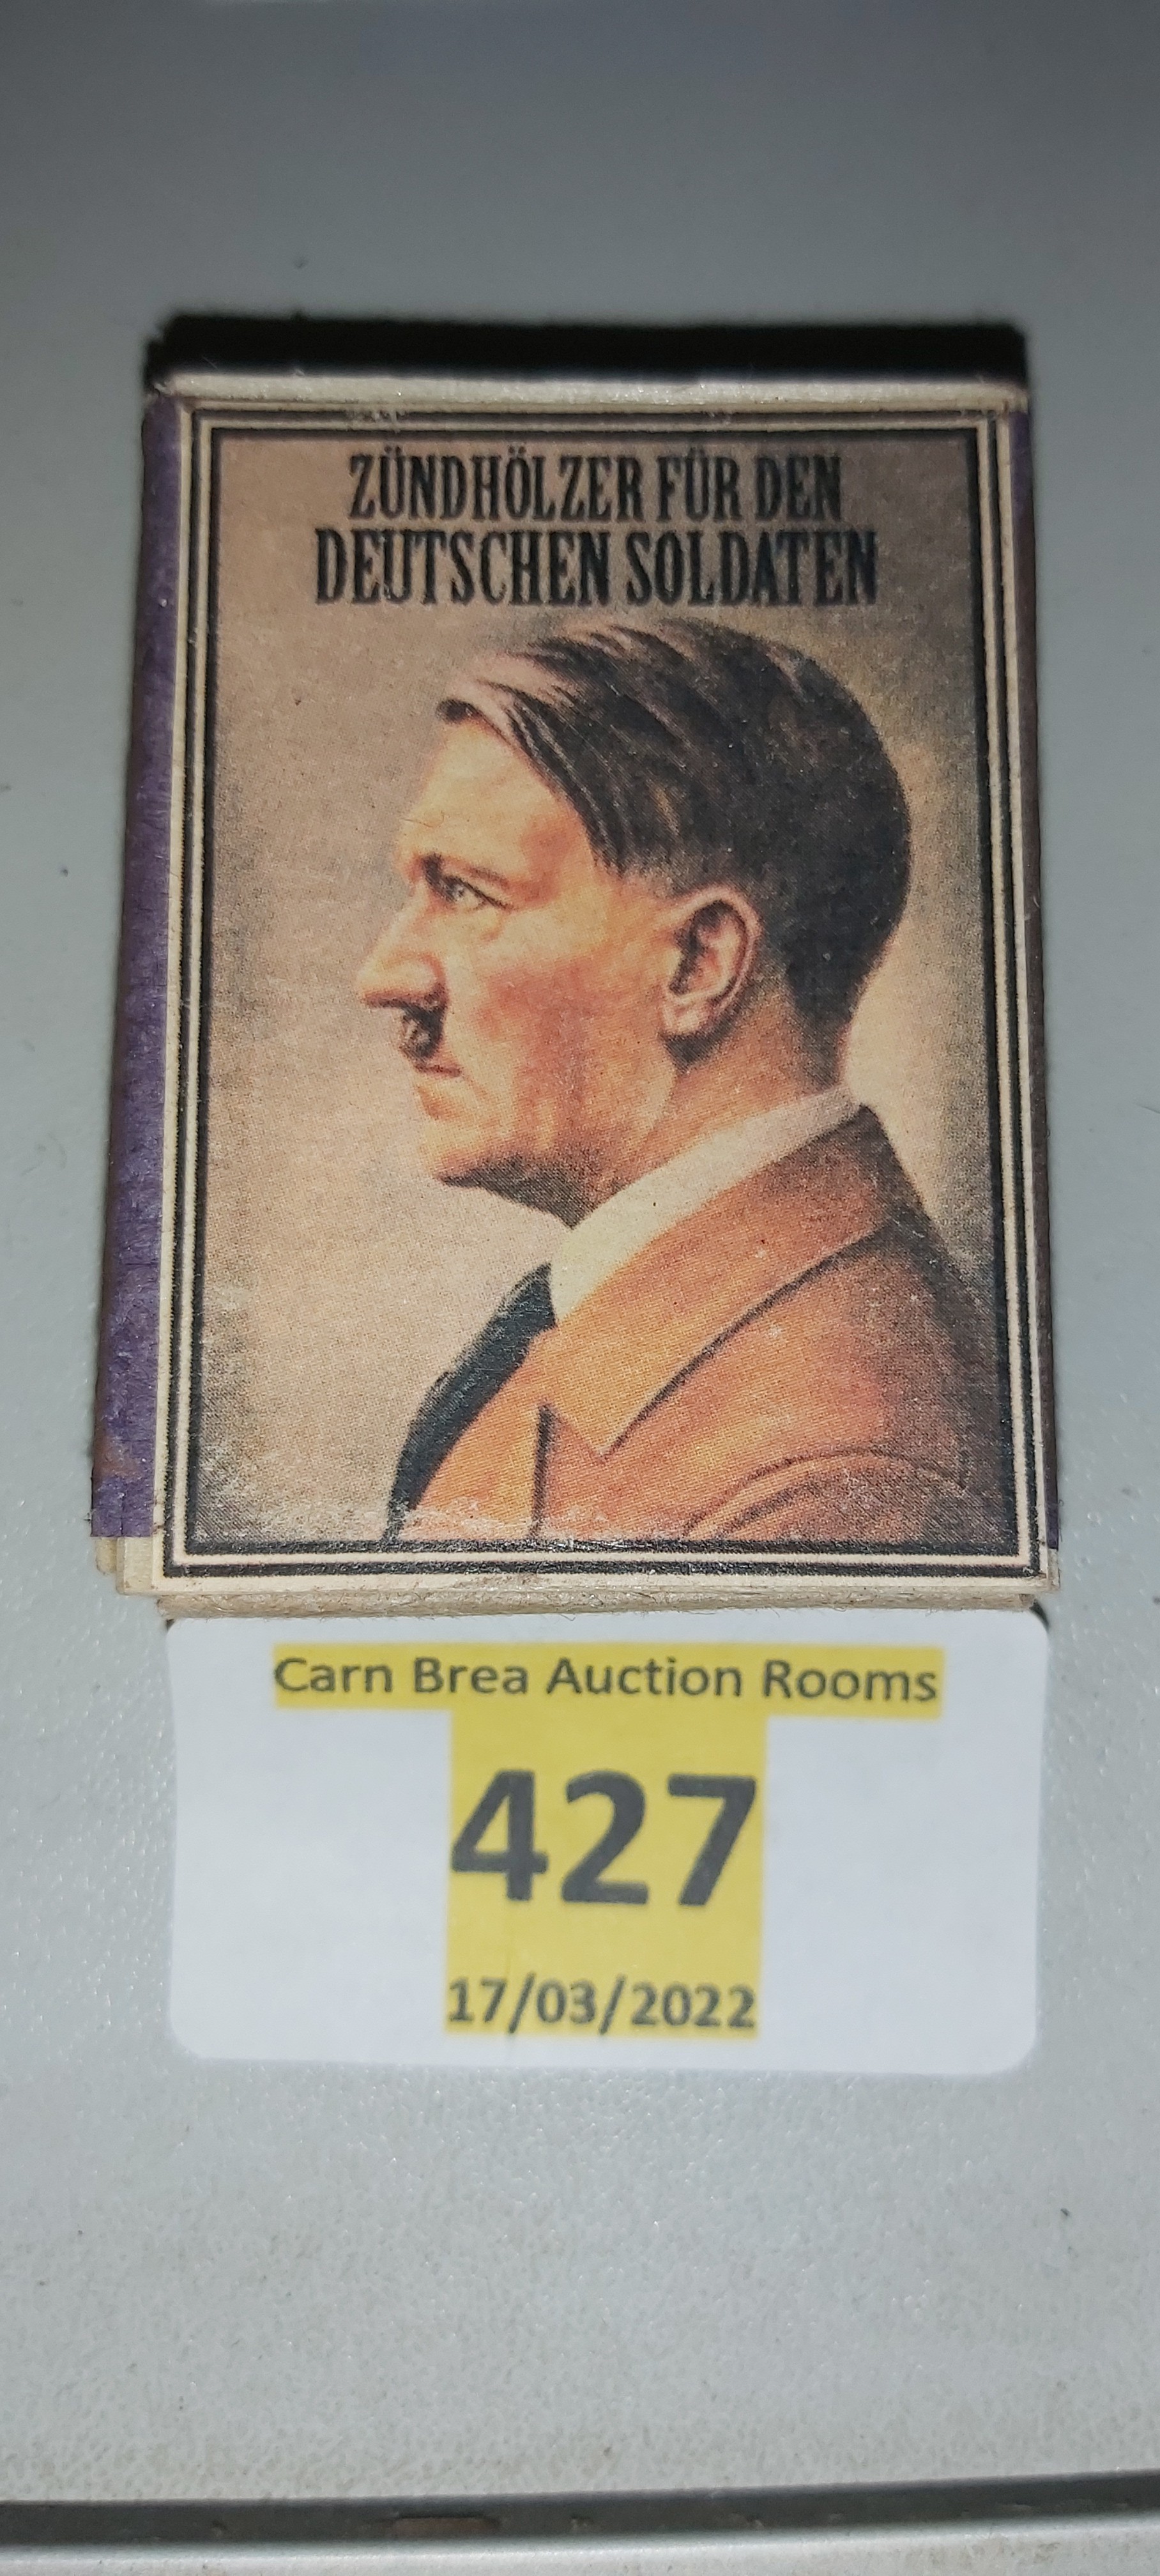 ZÜNDHÖLZER FÜR DEN
DEUTSCHEN SOLDATEN
Carn Brea Auction Rooms
427
17/03/2022